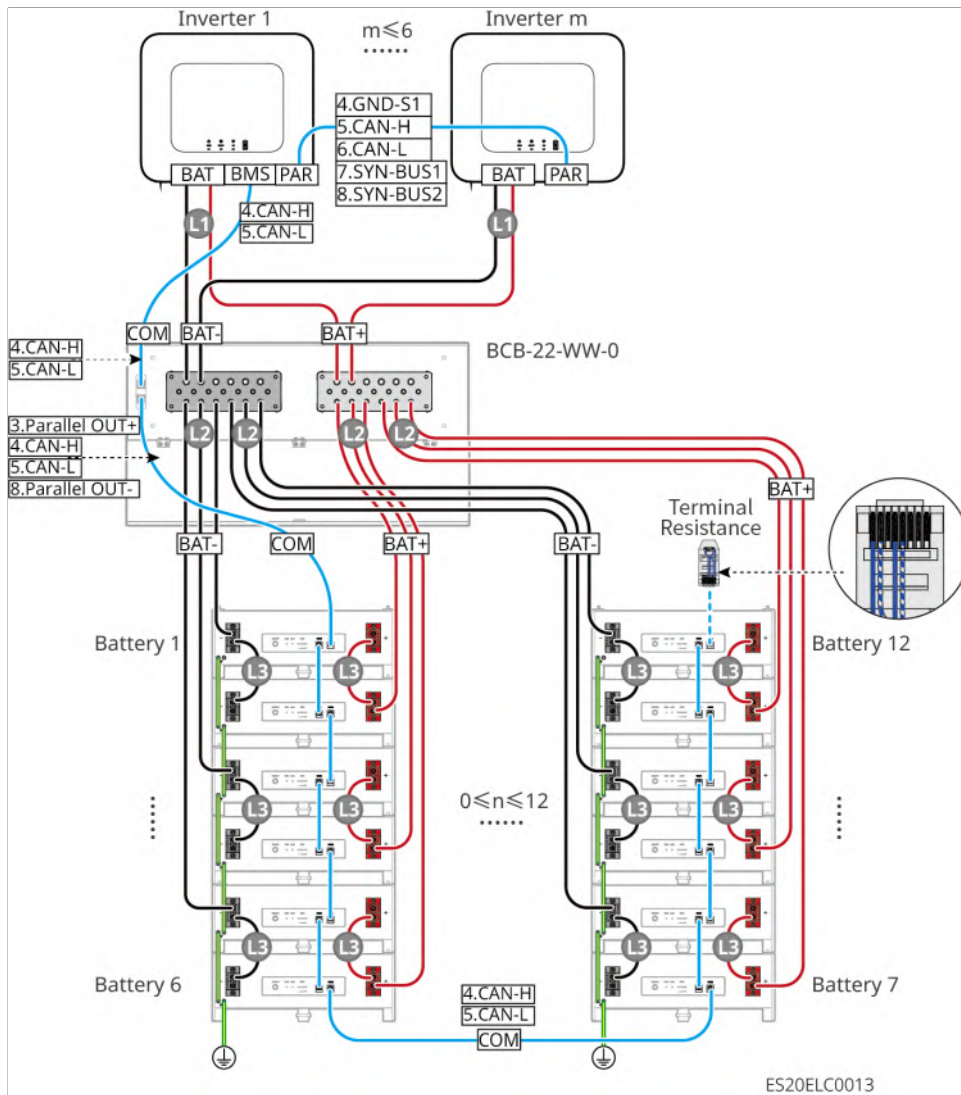 Inverter 1
m≤6
......
Inverter m
4.GND-S1
5.CAN-H
6.CAN-L
7.SYN-BUS1
8.SYN-BUS2
BAT
BMS
PAR
BAT
PAR
L1
4.CAN-H
5.CAN-L
L1
COM
BAT-
BAT+
BCB-22-WW-0
4.CAN-H
5.CAN-L
3.Parallel OUT+
4.CAN-H
5.CAN-L
8.Parallel OUT-
L2
L2
L2
L2
BAT+
Terminal
Resistance
BAT-
COM
BAT+
BAT-
Battery 1
Battery 12
L3
L3
L3
L3
......
0≤n≤12
......
......
L3
L3
L3
L3
L3
L3
L3
L3
Battery 6
Battery 7
4.CAN-H
5.CAN-L
COM
ES20ELC0013